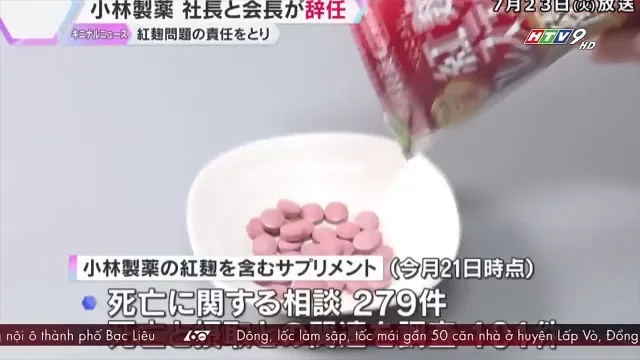 小林製薬 社長と会長が辞任
7月23日(火)放送
キニナルニュース 紅麹問題の責任をとり
HTV9 HD
紅麹
小林製薬の紅麹を含むサプリメント (今月21日時点)
死亡に関する相談 279件
g nội ô thành phố Bạc Liêu Dông, lốc làm sập, tốc mái gần 50 căn nhà ở huyện Lấp Vò, Đồng